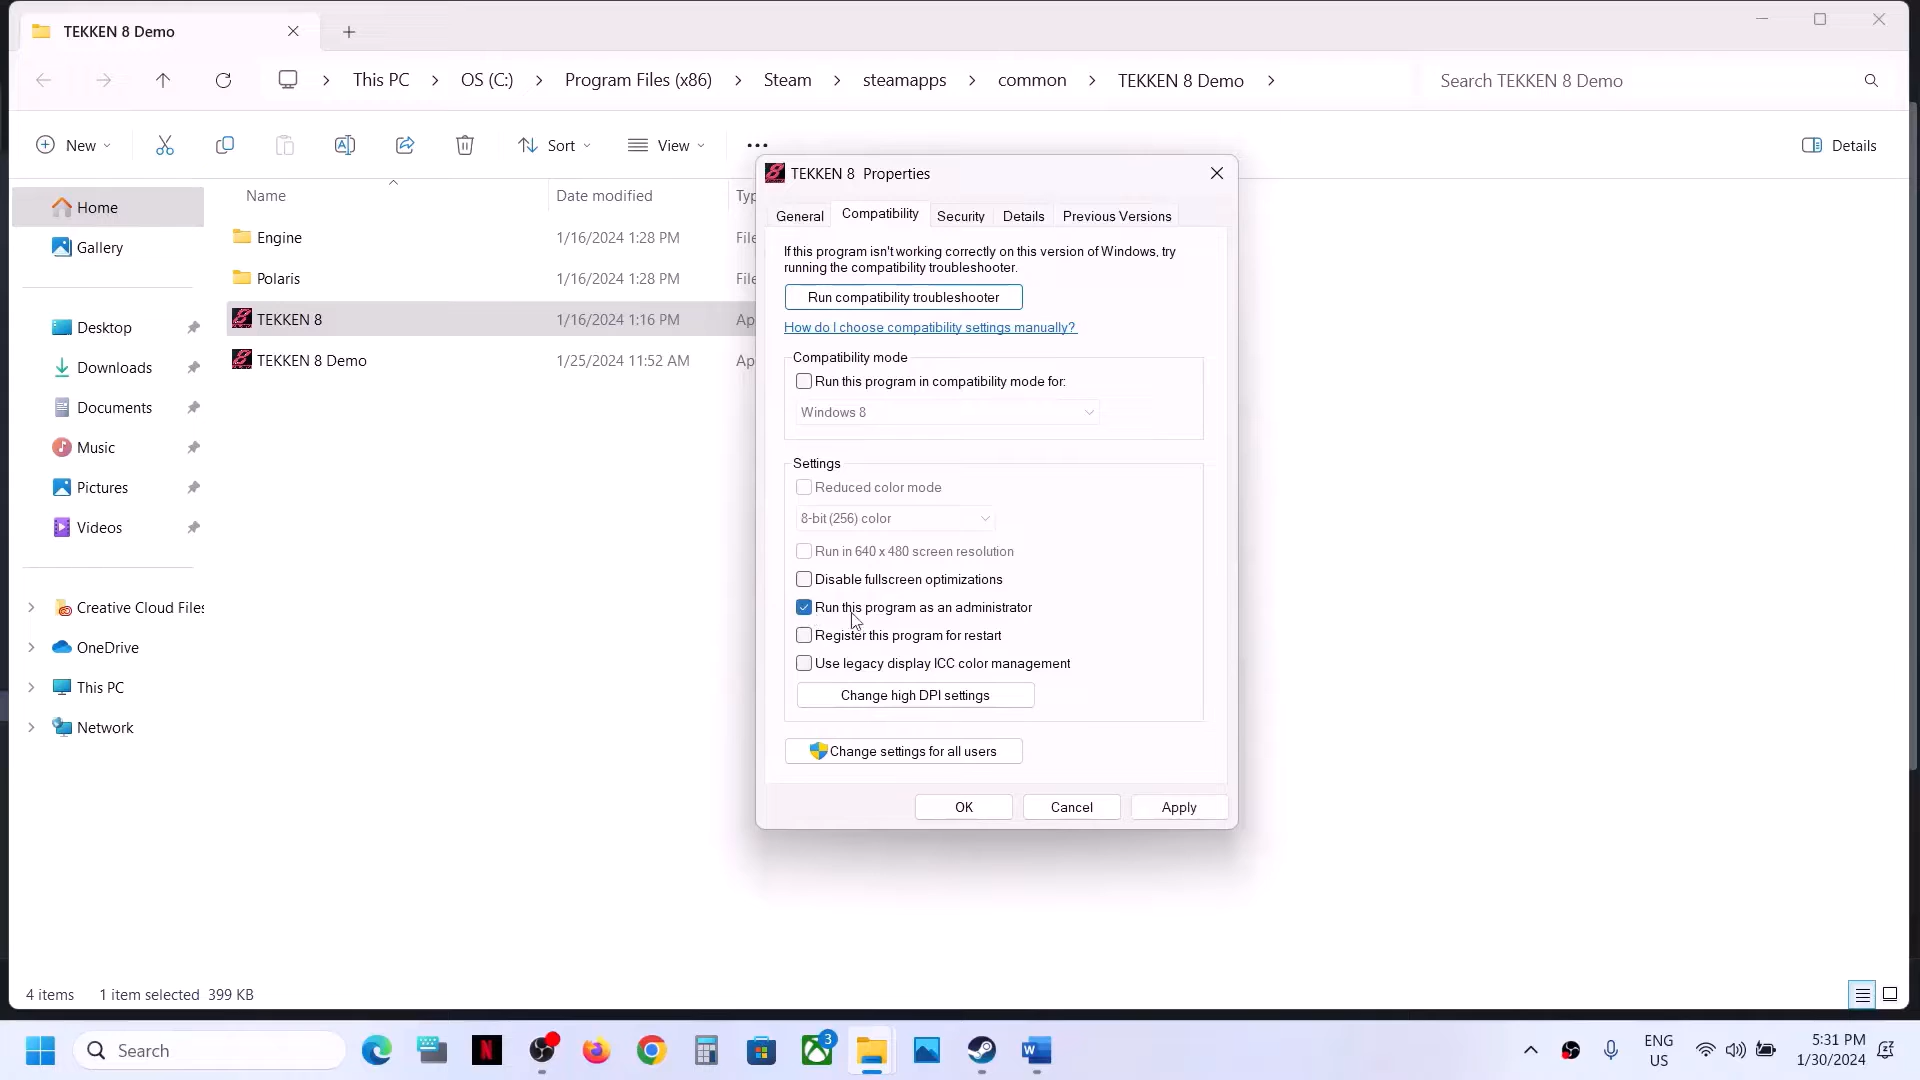 TEKKEN 8 Demo
This PC
OS (C:)
Program Files (x86)
Steam
steamapps
common
TEKKEN 8 Demo
Search TEKKEN 8 Demo
New
Sort
View
Details
Home
Gallery
Desktop
Downloads
Documents
Music
Pictures
Videos
Creative Cloud Files
OneDrive
This PC
Network
Name
Date modified
Engine
1/16/2024 1:28 PM
Polaris
1/16/2024 1:28 PM
TEKKEN 8
1/16/2024 1:16 PM
TEKKEN 8 Demo
1/25/2024 11:52 AM
TEKKEN 8 Properties
General
Compatibility
Security
Details
Previous Versions
If this program isn't working correctly on this version of Windows, try
running the compatibility troubleshooter.
Run compatibility troubleshooter
How do I choose compatibility settings manually?
Compatibility mode
Run this program in compatibility mode for:
Windows 8
Settings
Reduced color mode
8-bit (256) color
Run in 640 x 480 screen resolution
Disable fullscreen optimizations
Run this program as an administrator
Register this program for restart
Use legacy display ICC color management
Change high DPI settings
Change settings for all users
OK
Cancel
Apply
4 items
1 item selected 399 KB
Search
3
ENG
US
5:31 PM
1/30/2024